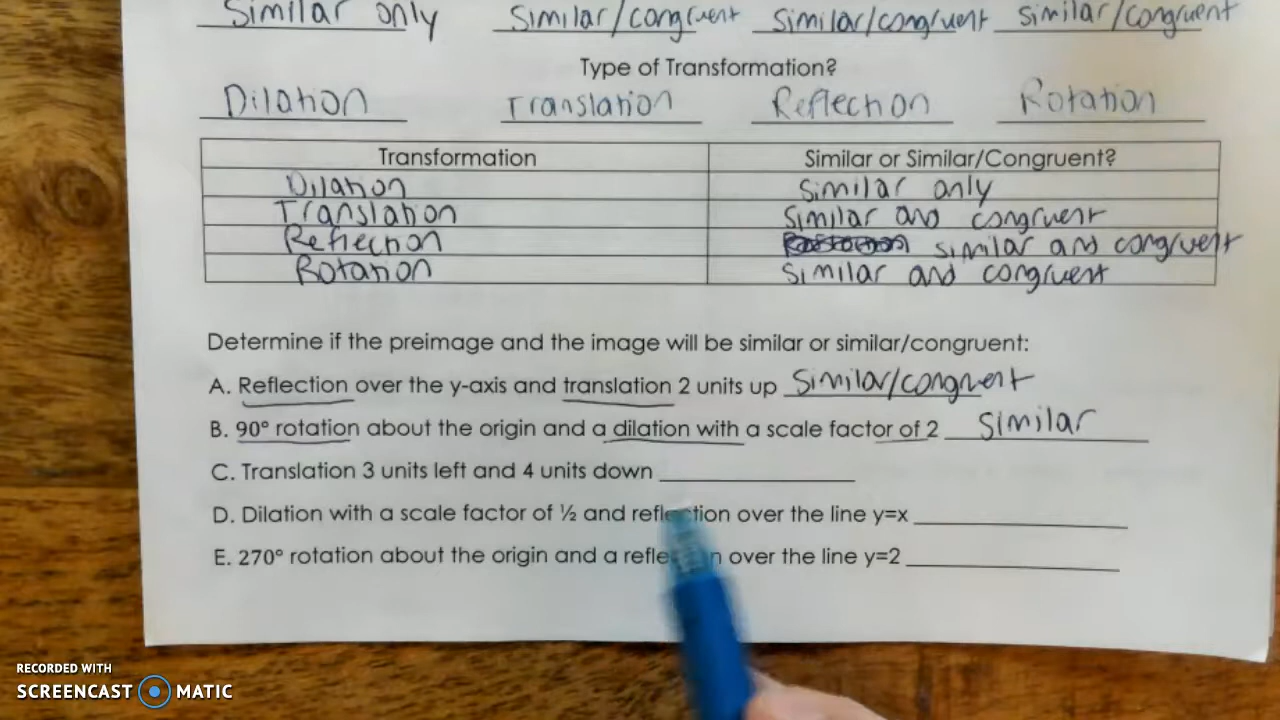 Similar only Similar/congruent Similar/congruent Similar/congruent
Type of Transformation?
Dilation Translation Reflection Rotation
Transformation Similar or Similar/Congruent?
Dilation Similar only
Translation Similar and congruent
Reflection similar and congruent
Rotation Similar and congruent
Determine if the preimage and the image will be similar or similar/congruent:
A. Reflection over the y-axis and translation 2 units up Similar/congruent
B. 90° rotation about the origin and a dilation with a scale factor of 2 Similar
C. Translation 3 units left and 4 units down
D. Dilation with a scale factor of ½ and reflection over the line y=x
E. 270° rotation about the origin and a reflection over the line y=2
RECORDED WITH
SCREENCAST MATIC